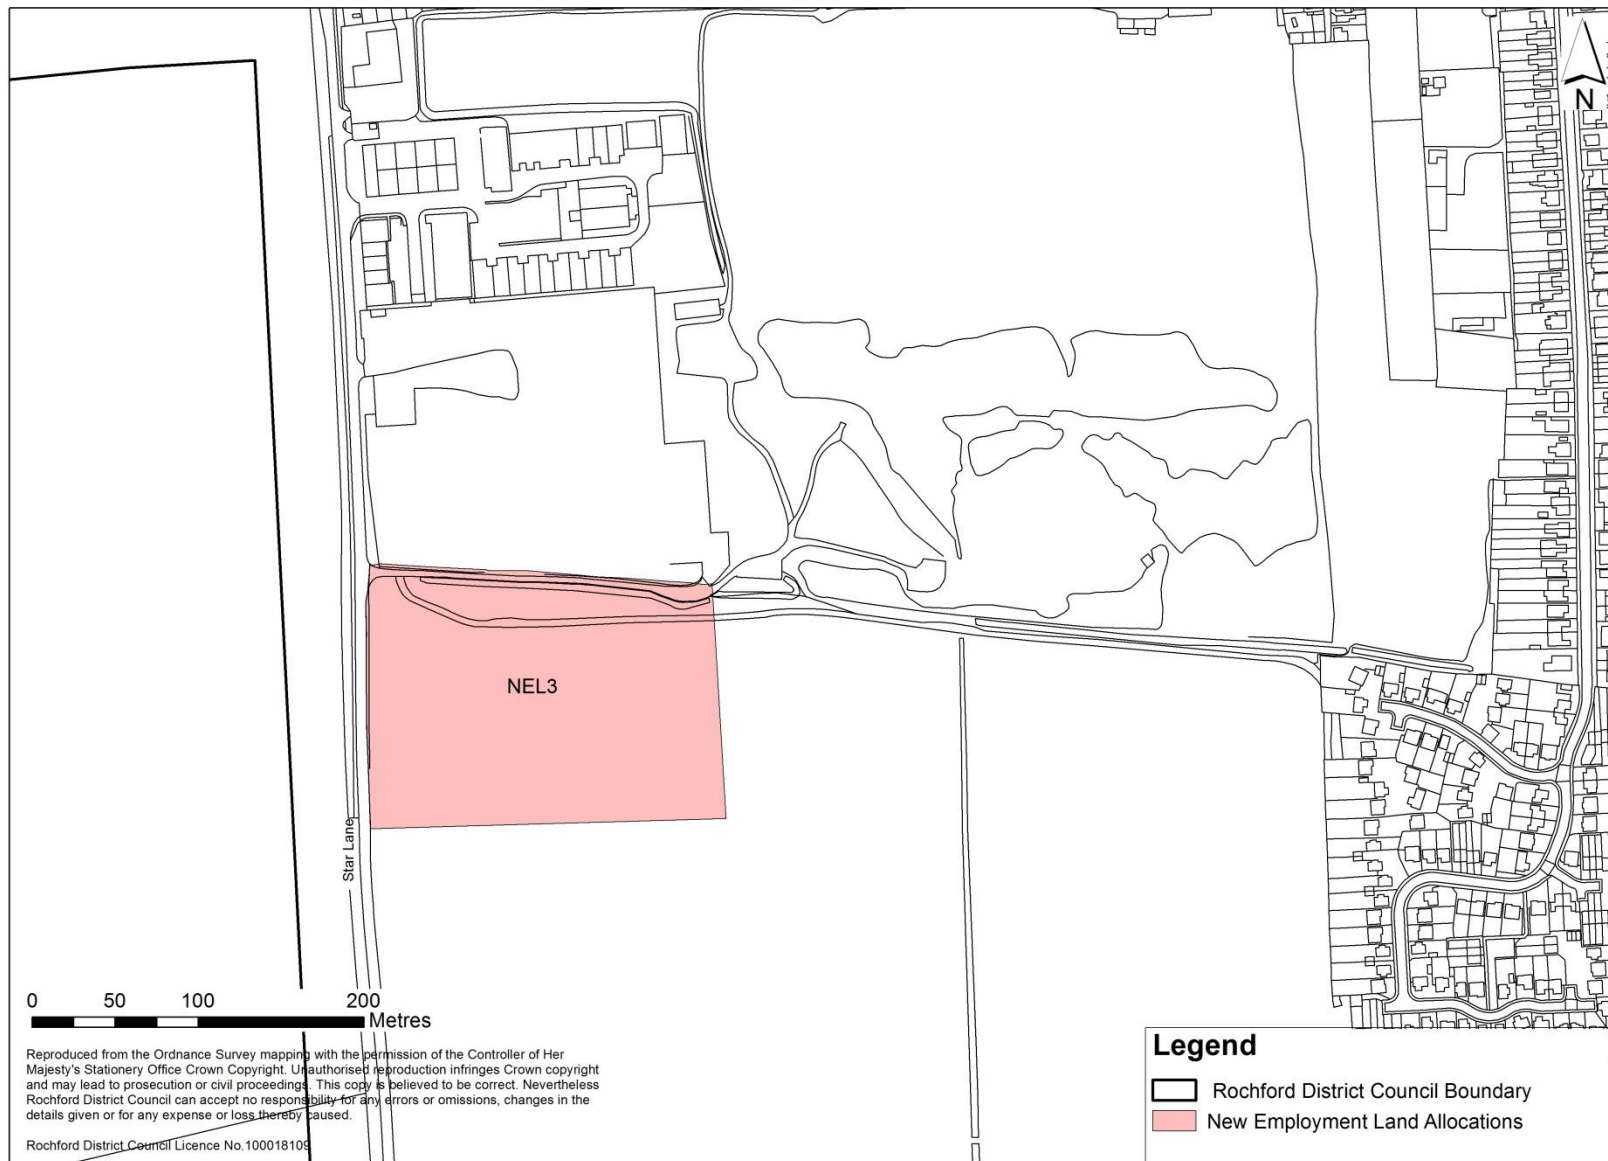 N
NEL3
Star Lane
0 50 100 200
Metres
Reproduced from the Ordnance Survey mapping with the permission of the Controller of Her
Majesty's Stationery Office Crown Copyright. Unauthorised reproduction infringes Crown copyright
and may lead to prosecution or civil proceedings. This copy is believed to be correct. Nevertheless
Rochford District Council can accept no responsibility for any errors or omissions, changes in the
details given or for any expense or loss thereby caused.
Rochford District Council Licence No.100018109
Legend
Rochford District Council Boundary
New Employment Land Allocations